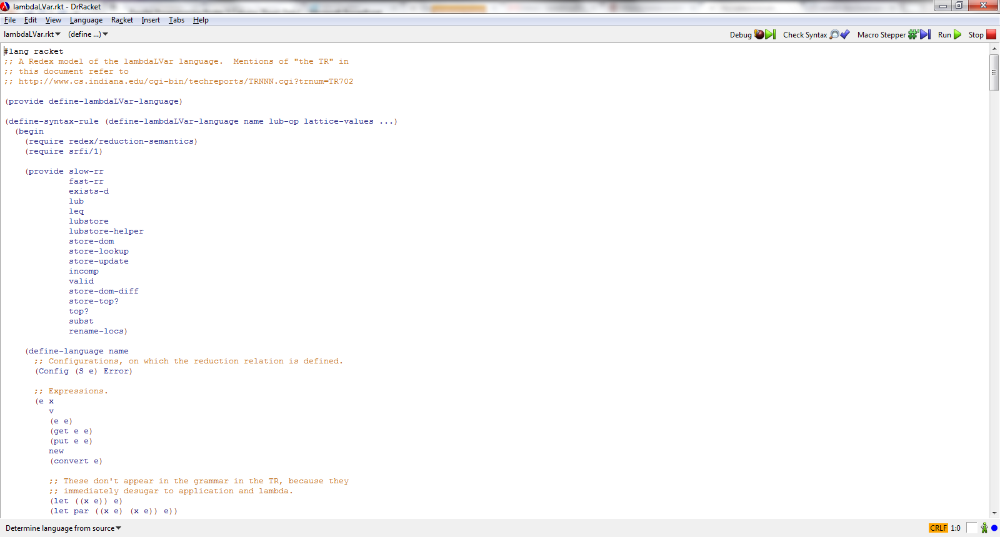 lambdaLVar.rkt - DrRacket
File Edit View Language Racket Insert Tabs Help
lambdaLVar.rkt (define ...) Debug Check Syntax Macro Stepper Run Stop
#lang racket
;; A Redex model of the lambdaLVar language.  Mentions of "the TR" in
;; this document refer to
;; http://www.cs.indiana.edu/cgi-bin/techreports/TRNNN.cgi?trnum=TR702
(provide define-lambdaLVar-language)
(define-syntax-rule (define-lambdaLVar-language name lub-op lattice-values ...)
(begin
(require redex/reduction-semantics)
(require srfi/1)
(provide slow-rr
fast-rr
exists-d
lub
leq
lubstore
lubstore-helper
store-dom
store-lookup
store-update
incomp
valid
store-dom-diff
store-top?
top?
subst
rename-locs)
(define-language name
;; Configurations, on which the reduction relation is defined.
(Config (S e) Error)
;; Expressions.
(e x
v
(e e)
(get e e)
(put e e)
new
(convert e)
;; These don't appear in the grammar in the TR, because they
;; immediately desugar to application and lambda.
(let ((x e)) e)
(let par ((x e) (x e)) e))
Determine language from source CRLF 1:0